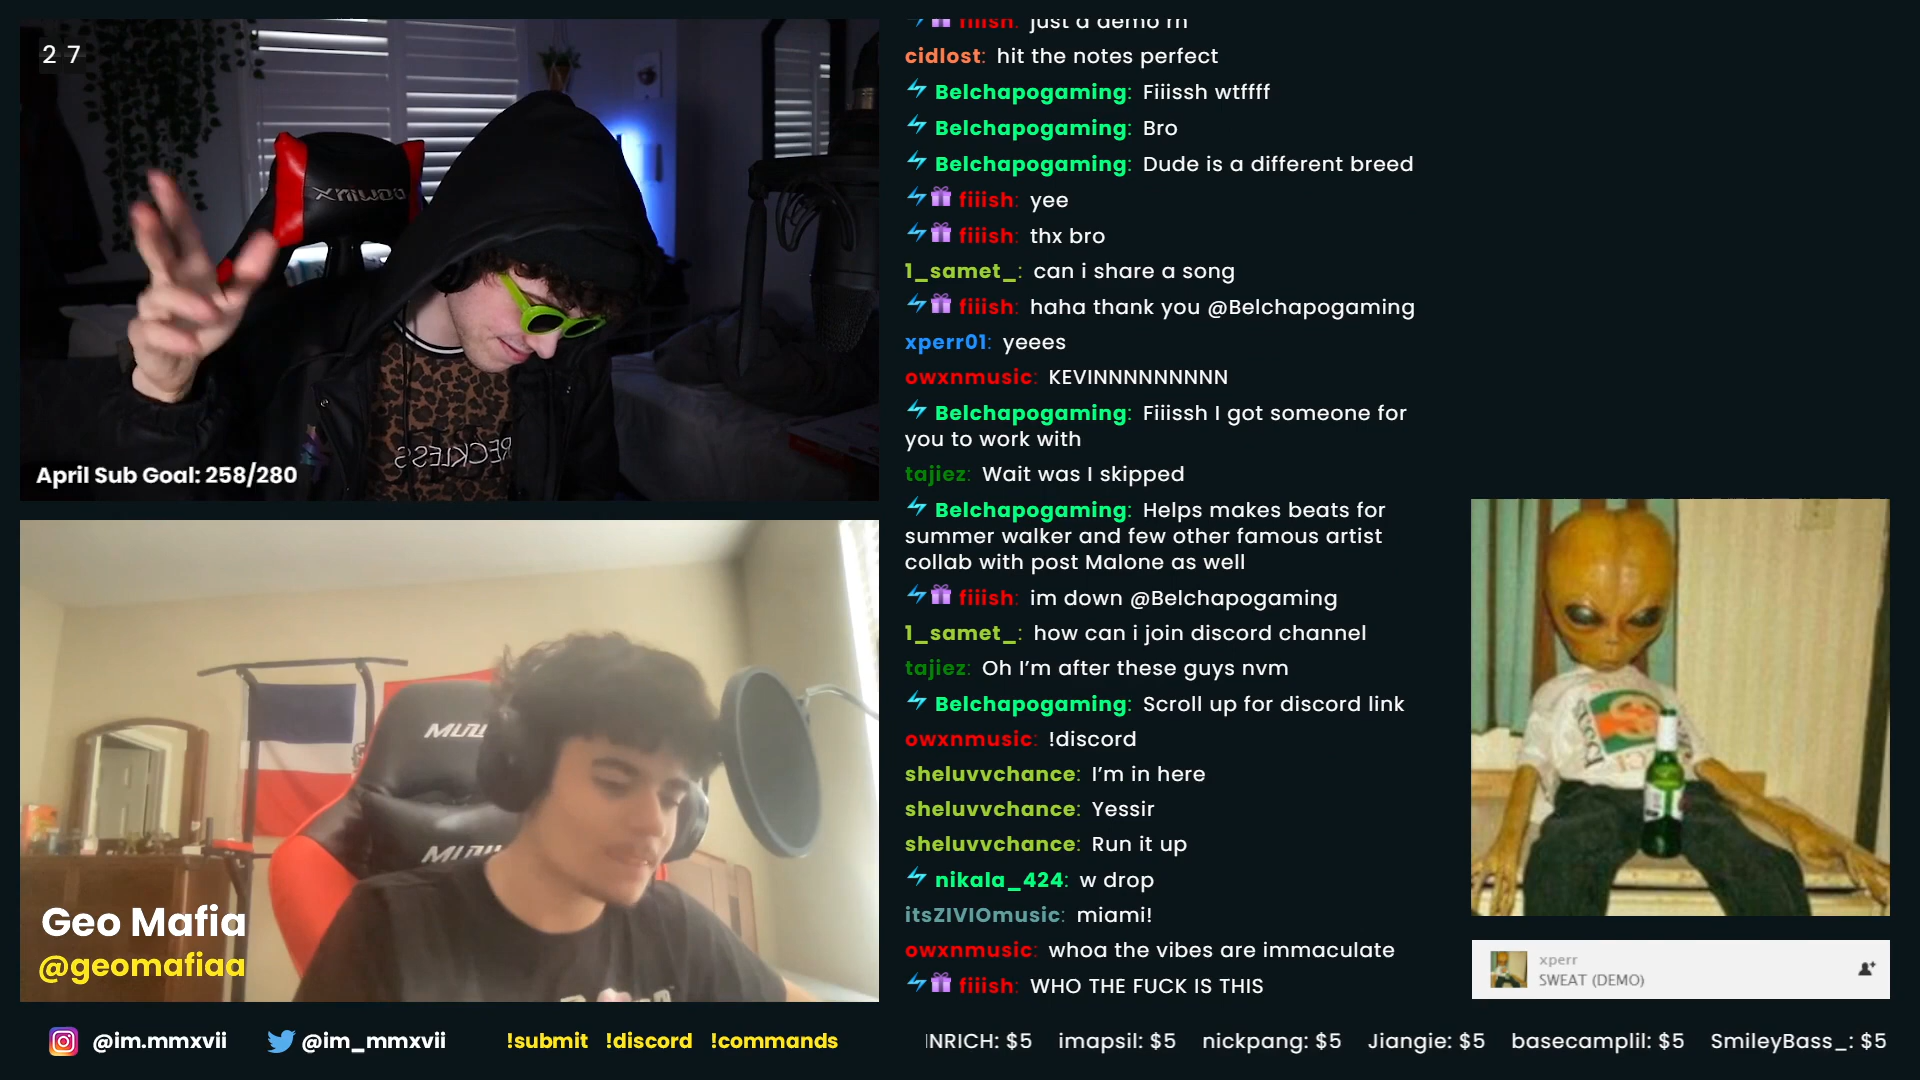 2 7
April Sub Goal: 258/280
RECKLESS
Geo Mafia
@geomafiaa
fiiish: just a demo rn
cidlost: hit the notes perfect
Belchapogaming: Fiiissh wtffff
Belchapogaming: Bro
Belchapogaming: Dude is a different breed
fiiish: yee
fiiish: thx bro
1_samet_: can i share a song
fiiish: haha thank you @Belchapogaming
xperr01: yeees
owxnmusic: KEVINNNNNNNNN
Belchapogaming: Fiiissh I got someone for
you to work with
tajiez: Wait was I skipped
Belchapogaming: Helps makes beats for
summer walker and few other famous artist
collab with post Malone as well
fiiish: im down @Belchapogaming
1_samet_: how can i join discord channel
tajiez: Oh I'm after these guys nvm
Belchapogaming: Scroll up for discord link
owxnmusic: !discord
sheluvvchance: I'm in here
sheluvvchance: Yessir
sheluvvchance: Run it up
nikala_424: w drop
itsZIVIOmusic: miami!
owxnmusic: whoa the vibes are immaculate
fiiish: WHO THE FUCK IS THIS
xperr
SWEAT (DEMO)
@im.mmxvii @im_mmxvii !submit !discord !commands
NRICH: $5 imapsil: $5 nickpang: $5 Jiangie: $5 basecamplil: $5 SmileyBass_: $5